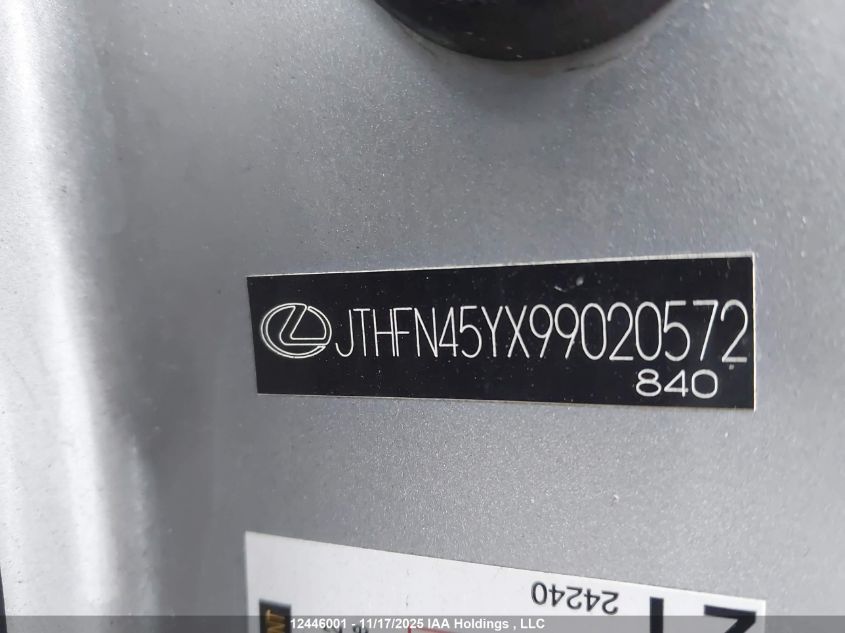 JTHFN45YX99020572
840
24240
12446001 - 11/17/2025 IAA Holdings , LLC